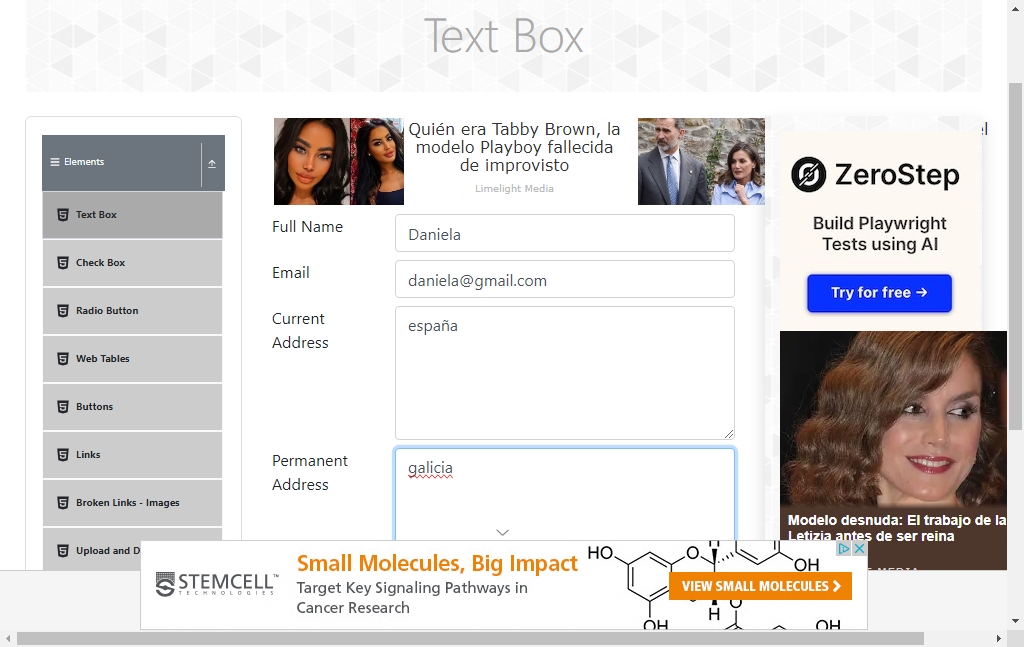 Text Box
Elements
Text Box
Check Box
Radio Button
Web Tables
Buttons
Links
Broken Links - Images
Upload and D
Quién era Tabby Brown, la
modelo Playboy fallecida
de improvisto
Limelight Media
Full Name
Daniela
Email
daniela@gmail.com
Current
Address
españa
Permanent
Address
galicia
el
ZeroStep
Build Playwright
Tests using AI
Try for free →
Modelo desnuda: El trabajo de la
Letizia antes de ser reina
STEMCELL™
TECHNOLOGIES
Small Molecules, Big Impact
Target Key Signaling Pathways in
Cancer Research
HO
O
H
OH
H
O
OH
OH
VIEW SMALL MOLECULES